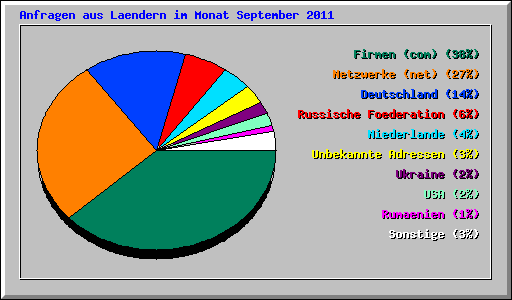 Anfragen aus Laendern im Monat September 2011
Firmen (com) (38%)
Netzwerke (net) (27%)
Deutschland (14%)
Russische Foederation (6%)
Niederlande (4%)
Unbekannte Adressen (3%)
Ukraine (2%)
USA (2%)
Rumaenien (1%)
Sonstige (3%)